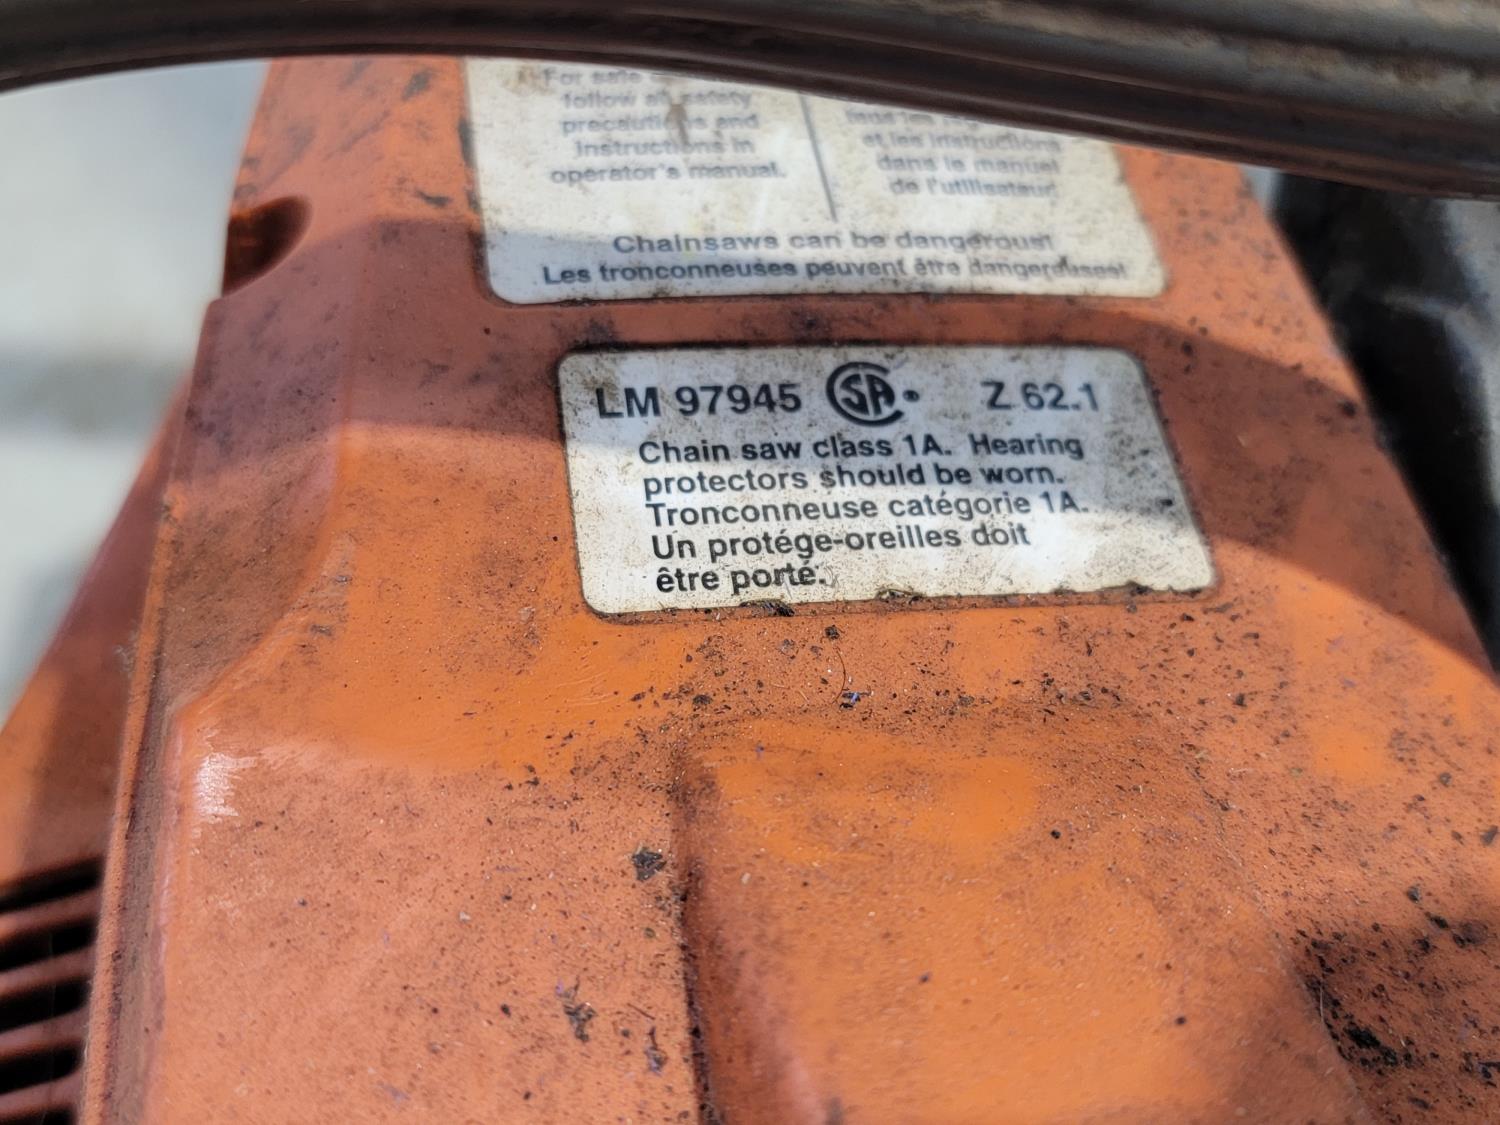 For safe
follow all safety
precautions and
instructions in
operator's manual.
et les instructions
dans le manuel
de l'utilisateur.
Chainsaws can be dangerous!
Les tronconneuses peuvent être dangereuses!
LM 97945 CSA® Z 62.1
Chain saw class 1A. Hearing
protectors should be worn.
Tronconneuse catégorie 1A.
Un protége-oreilles doit
être porté.